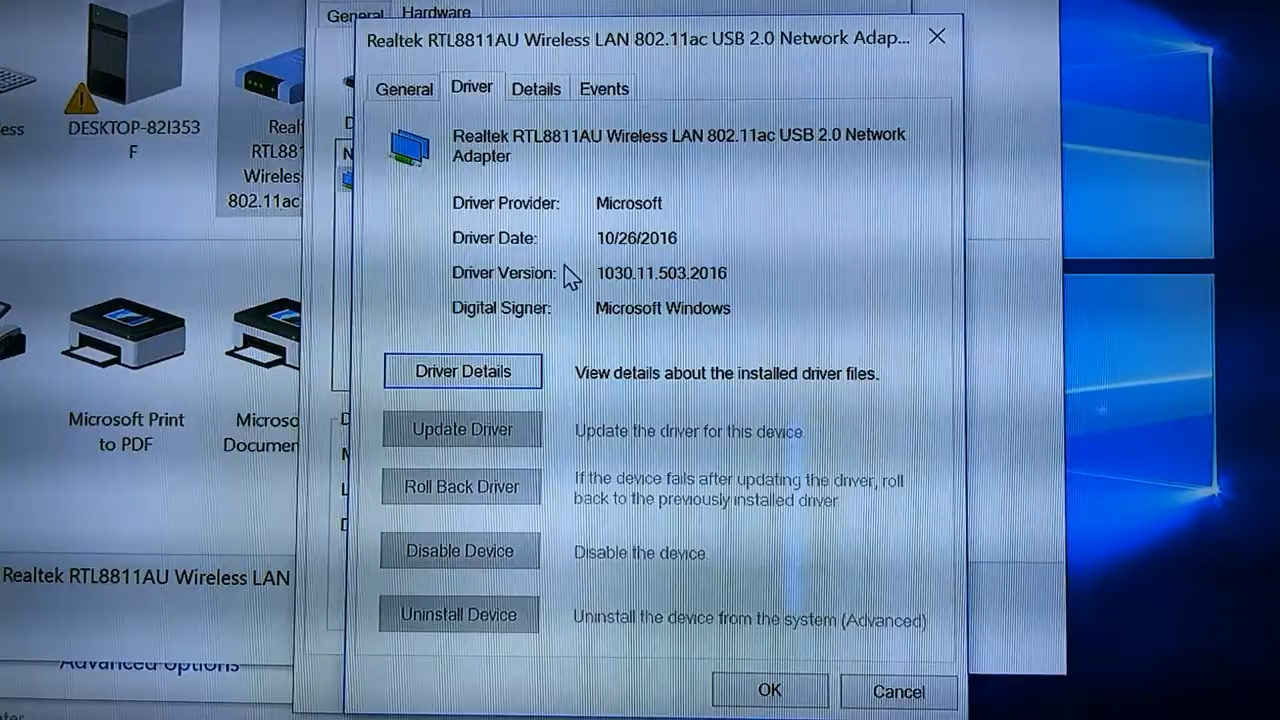 General
Hardware
Realtek RTL8811AU Wireless LAN 802.11ac USB 2.0 Network Adap...
General
Driver
Details
Events
ess
DESKTOP-82I353
F
Realt
RTL88
Wireles
802.11ac
Realtek RTL8811AU Wireless LAN 802.11ac USB 2.0 Network
Adapter
Driver Provider:
Microsoft
Driver Date:
10/26/2016
Driver Version:
1030.11.503.2016
Digital Signer:
Microsoft Windows
Driver Details
View details about the installed driver files.
Update Driver
Update the driver for this device.
Roll Back Driver
If the device fails after updating the driver, roll
back to the previously installed driver.
Disable Device
Disable the device.
Uninstall Device
Uninstall the device from the system (Advanced).
OK
Cancel
Microsoft Print
to PDF
Microso
Documen
Realtek RTL8811AU Wireless LAN
Advanced options